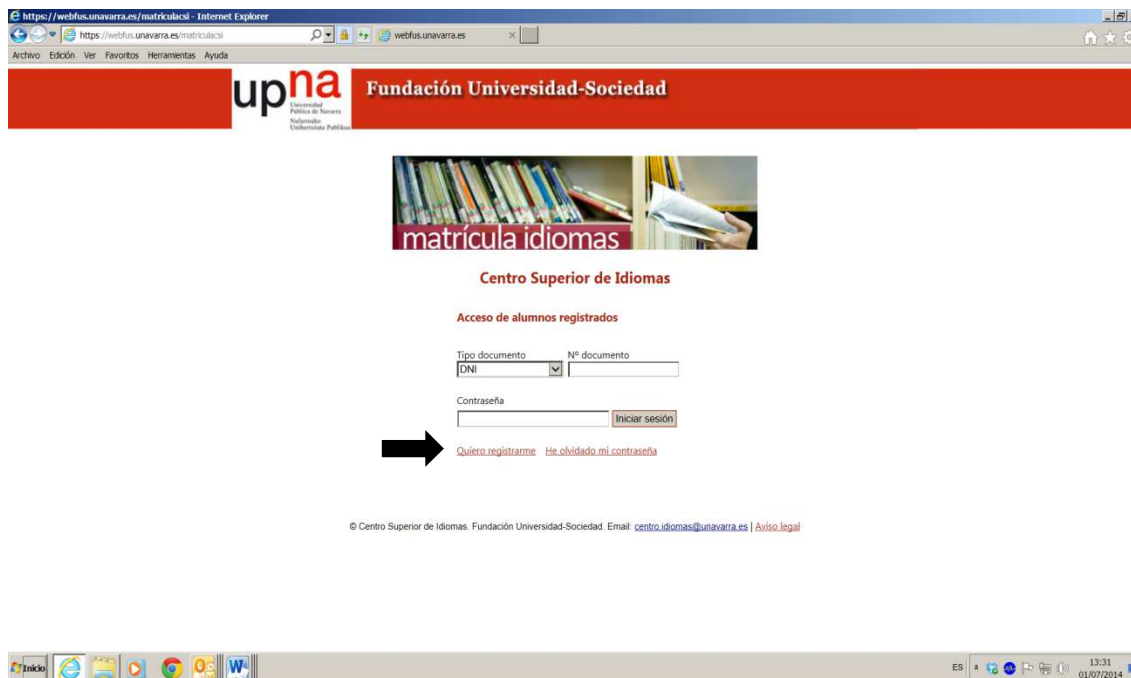 https://webfus.unavarra.es/matriculacsi - Internet Explorer
https://webfus.unavarra.es/matriculacsi
webfus.unavarra.es
Archivo Edición Ver Favoritos Herramientas Ayuda
upna
Universidad
Pública de Navarra
Nafarroako
Unibertsitate Publikoa
Fundación Universidad-Sociedad
matrícula idiomas
Centro Superior de Idiomas
Acceso de alumnos registrados
Tipo documento Nº documento
DNI
Contraseña
Iniciar sesión
Quiero registrarme He olvidado mi contraseña
© Centro Superior de Idiomas. Fundación Universidad-Sociedad. Email: centro.idiomas@unavarra.es | Aviso legal
Inicio
ES
13:31
01/07/2014